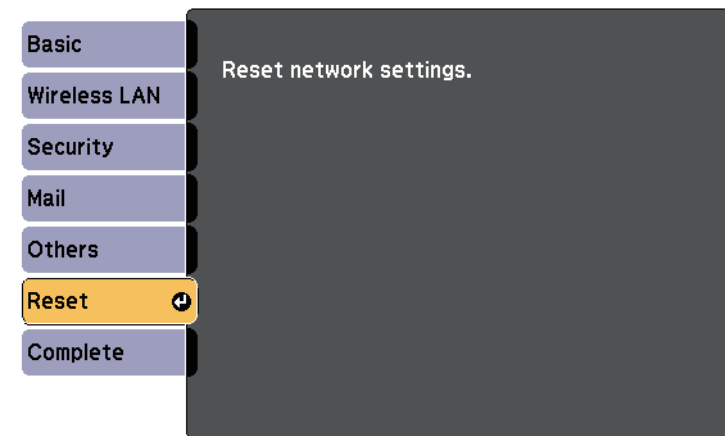 Basic
Wireless LAN
Security
Mail
Others
Reset
Complete
Reset network settings.